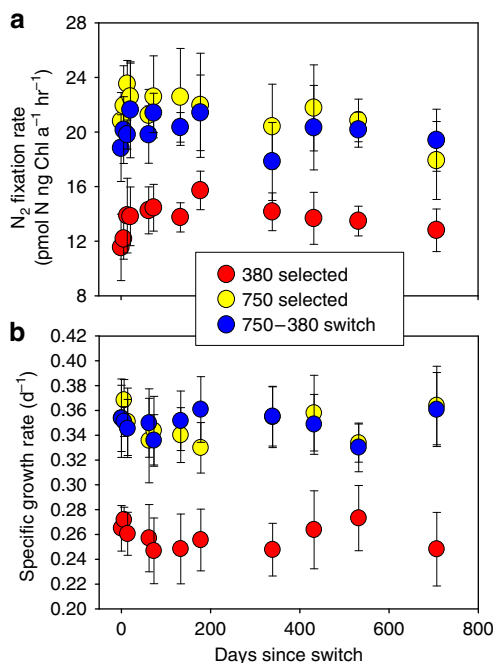 a
N₂ fixation rate
(pmol N ng Chl a⁻¹ hr⁻¹)
28
24
20
16
12
8
380 selected
750 selected
750–380 switch
b
Specific growth rate (d⁻¹)
0.42
0.40
0.38
0.36
0.34
0.32
0.30
0.28
0.26
0.24
0.22
0.20
0
200
400
600
800
Days since switch